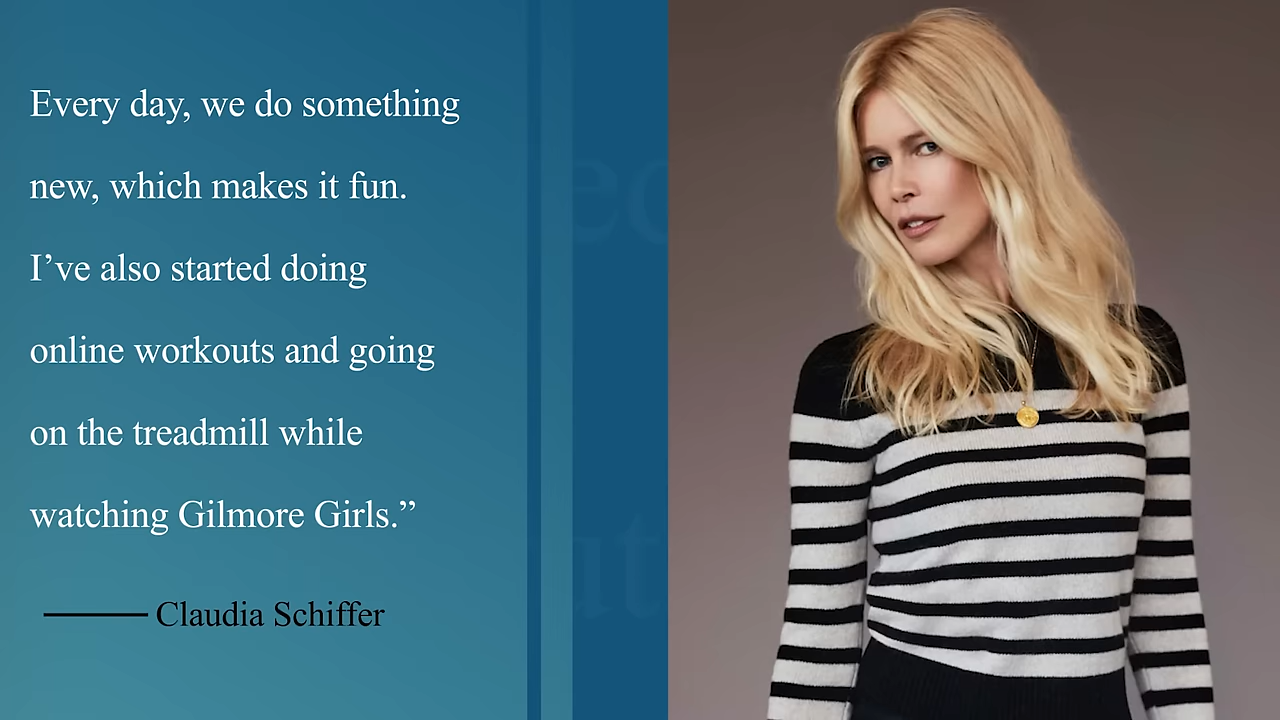 Every day, we do something
new, which makes it fun.
I’ve also started doing
online workouts and going
on the treadmill while
watching Gilmore Girls.”
Claudia Schiffer